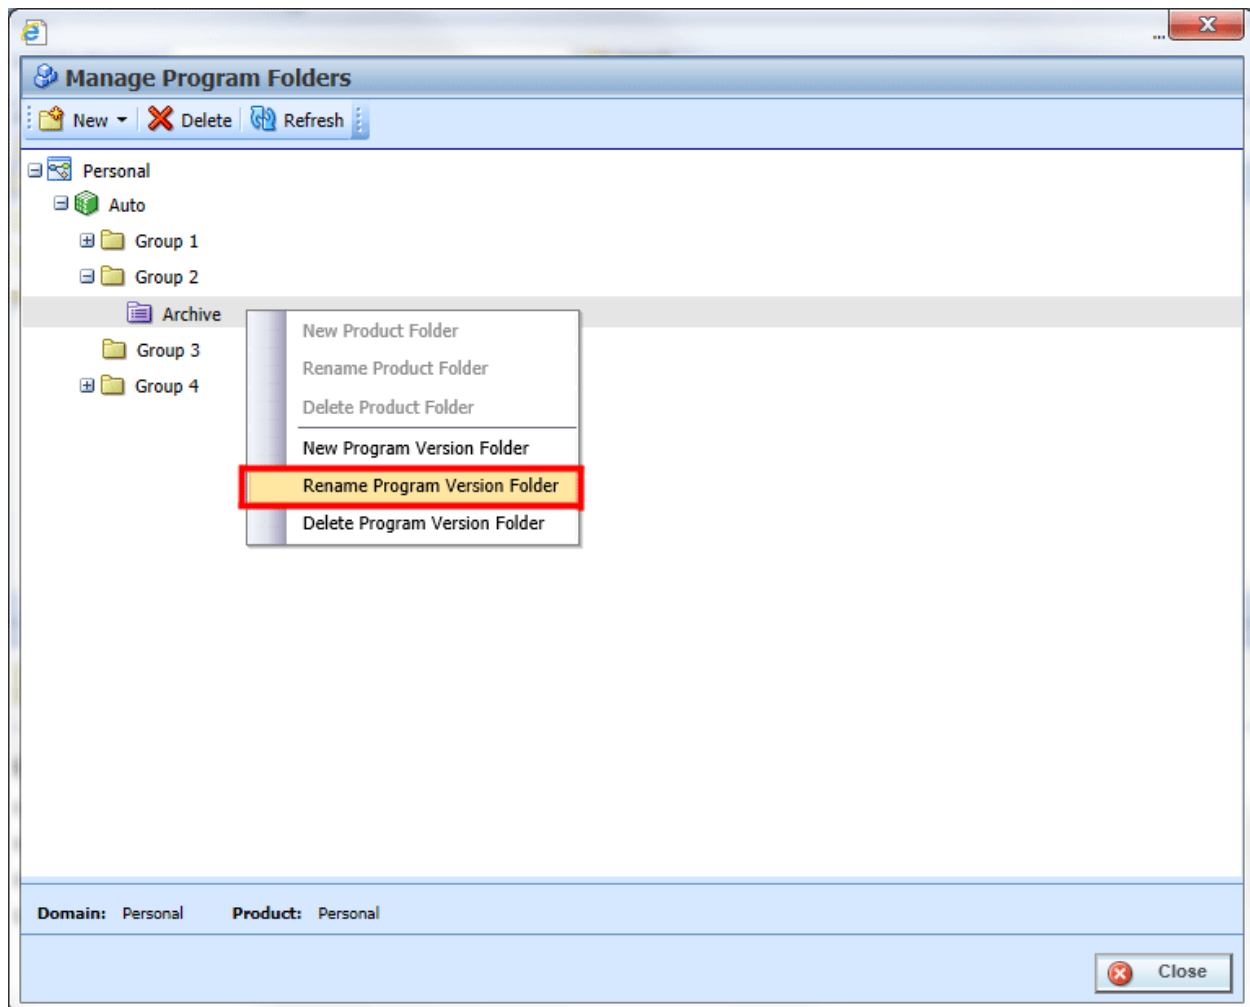 ...
X
Manage Program Folders
New Delete Refresh
Personal
Auto
Group 1
Group 2
Archive
New Product Folder
Group 3
Rename Product Folder
Group 4
Delete Product Folder
New Program Version Folder
Rename Program Version Folder
Delete Program Version Folder
Domain: Personal Product: Personal
Close